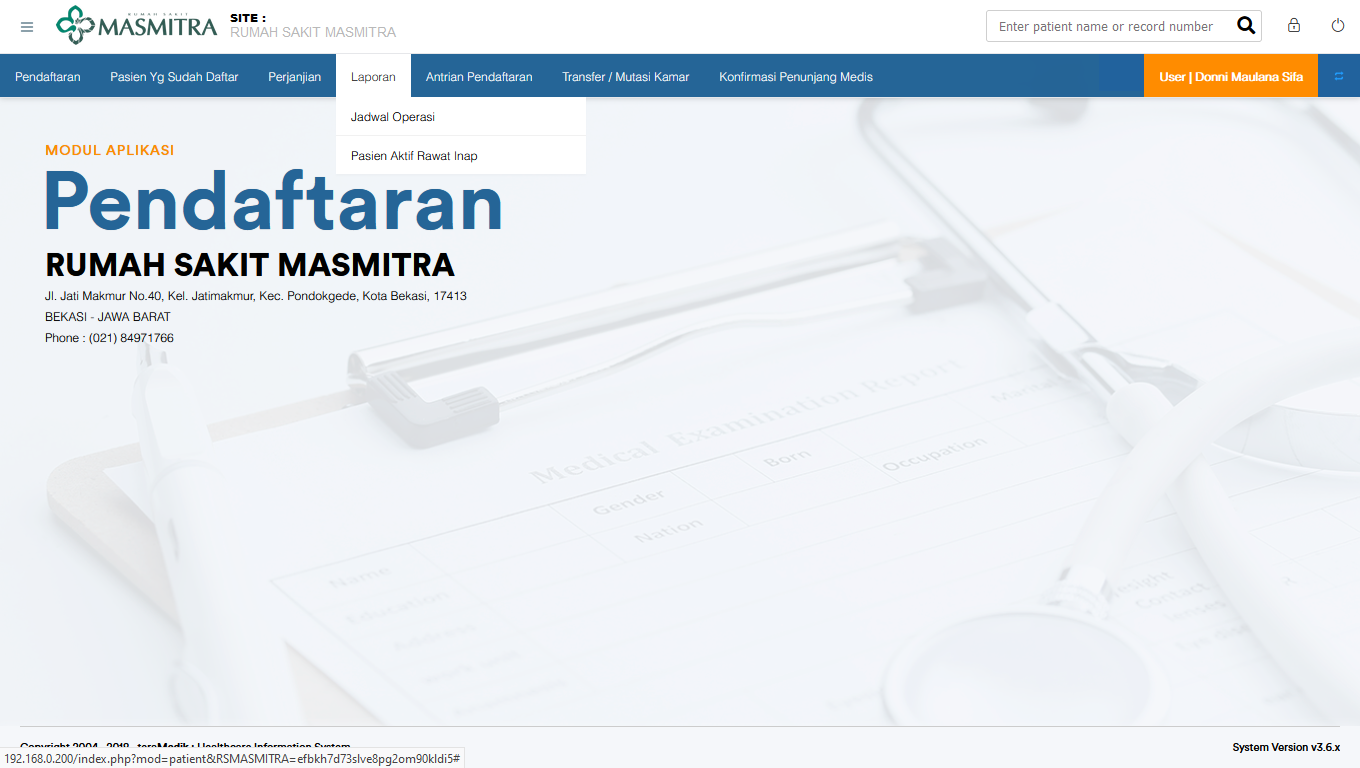 RUMAH SAKIT
MASMITRA
SITE :
RUMAH SAKIT MASMITRA
Enter patient name or record number
Pendaftaran
Pasien Yg Sudah Daftar
Perjanjian
Laporan
Antrian Pendaftaran
Transfer / Mutasi Kamar
Konfirmasi Penunjang Medis
User | Donni Maulana Sifa
Jadwal Operasi
Pasien Aktif Rawat Inap
MODUL APLIKASI
Pendaftaran
RUMAH SAKIT MASMITRA
Jl. Jati Makmur No.40, Kel. Jatimakmur, Kec. Pondokgede, Kota Bekasi, 17413
BEKASI - JAWA BARAT
Phone : (021) 84971766
Medical Examination Report
Born
Occupation
Gender
Nation
Name
Education
Copyright 2004 - 2018 - teraMedik : Healthcare Information System
System Version v3.6.x
192.168.0.200/index.php?mod=patient&RSMASMITRA=efbkh7d73slve8pg2om90kldi5#